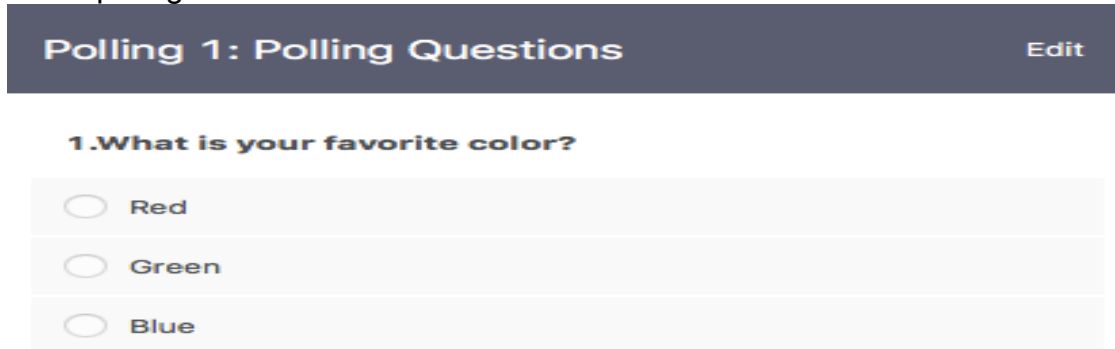 Polling 1: Polling Questions Edit
1.What is your favorite color?
Red
Green
Blue